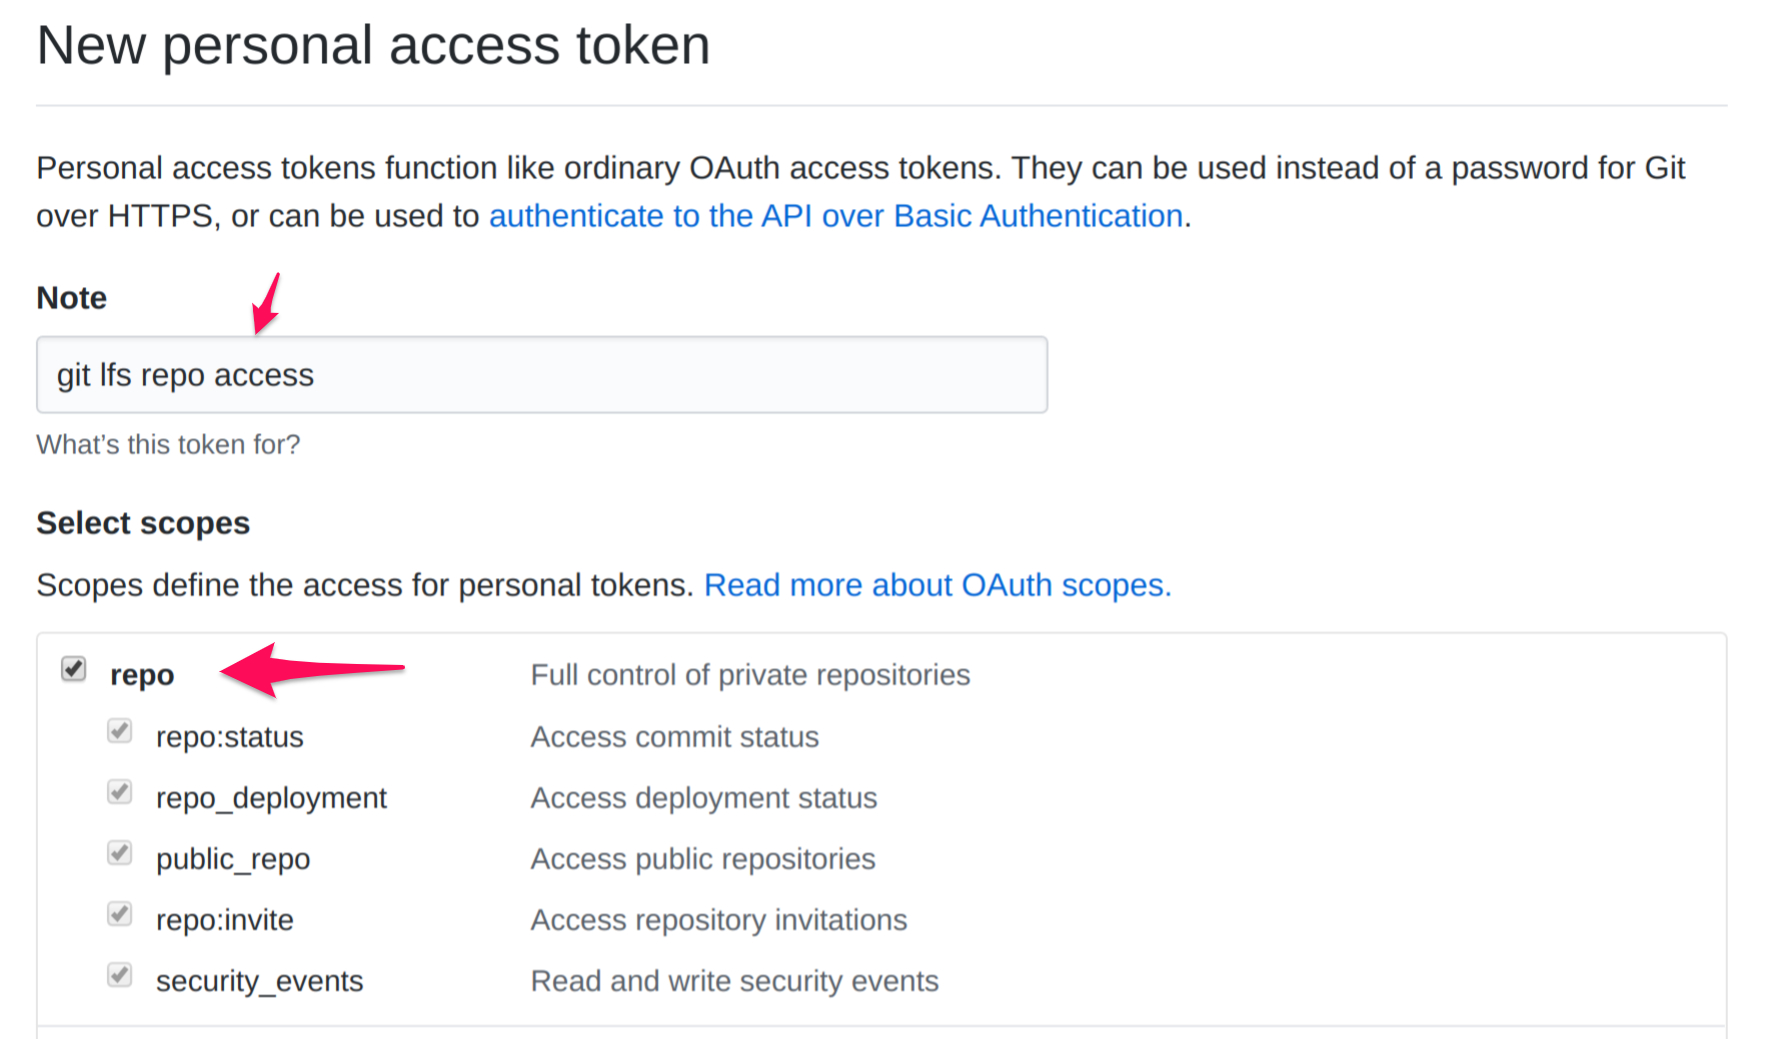 New personal access token
Personal access tokens function like ordinary OAuth access tokens. They can be used instead of a password for Git
over HTTPS, or can be used to authenticate to the API over Basic Authentication.
Note
git lfs repo access
What’s this token for?
Select scopes
Scopes define the access for personal tokens. Read more about OAuth scopes.
repo Full control of private repositories
repo:status Access commit status
repo_deployment Access deployment status
public_repo Access public repositories
repo:invite Access repository invitations
security_events Read and write security events